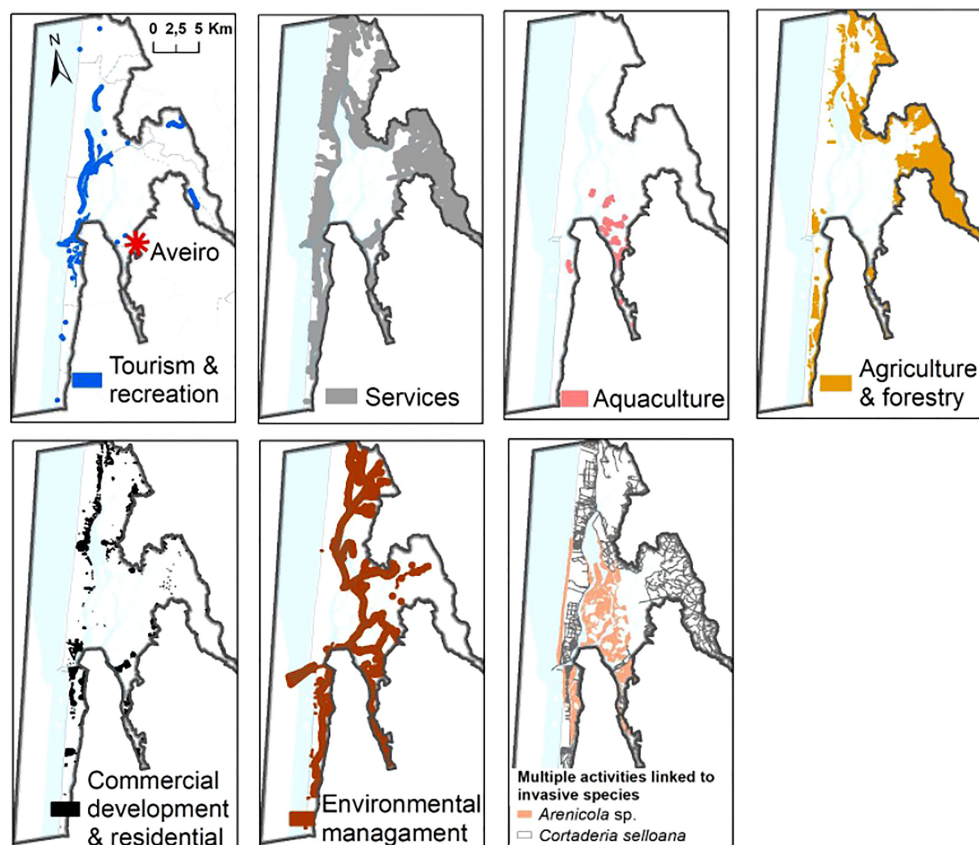 N
0 2,5 5 Km
Aveiro
Tourism &
recreation
Services
Aquaculture
Agriculture
& forestry
Commercial
development
& residential
Environmental
managament
Multiple activities linked to
invasive species
Arenicola sp.
Cortaderia selloana